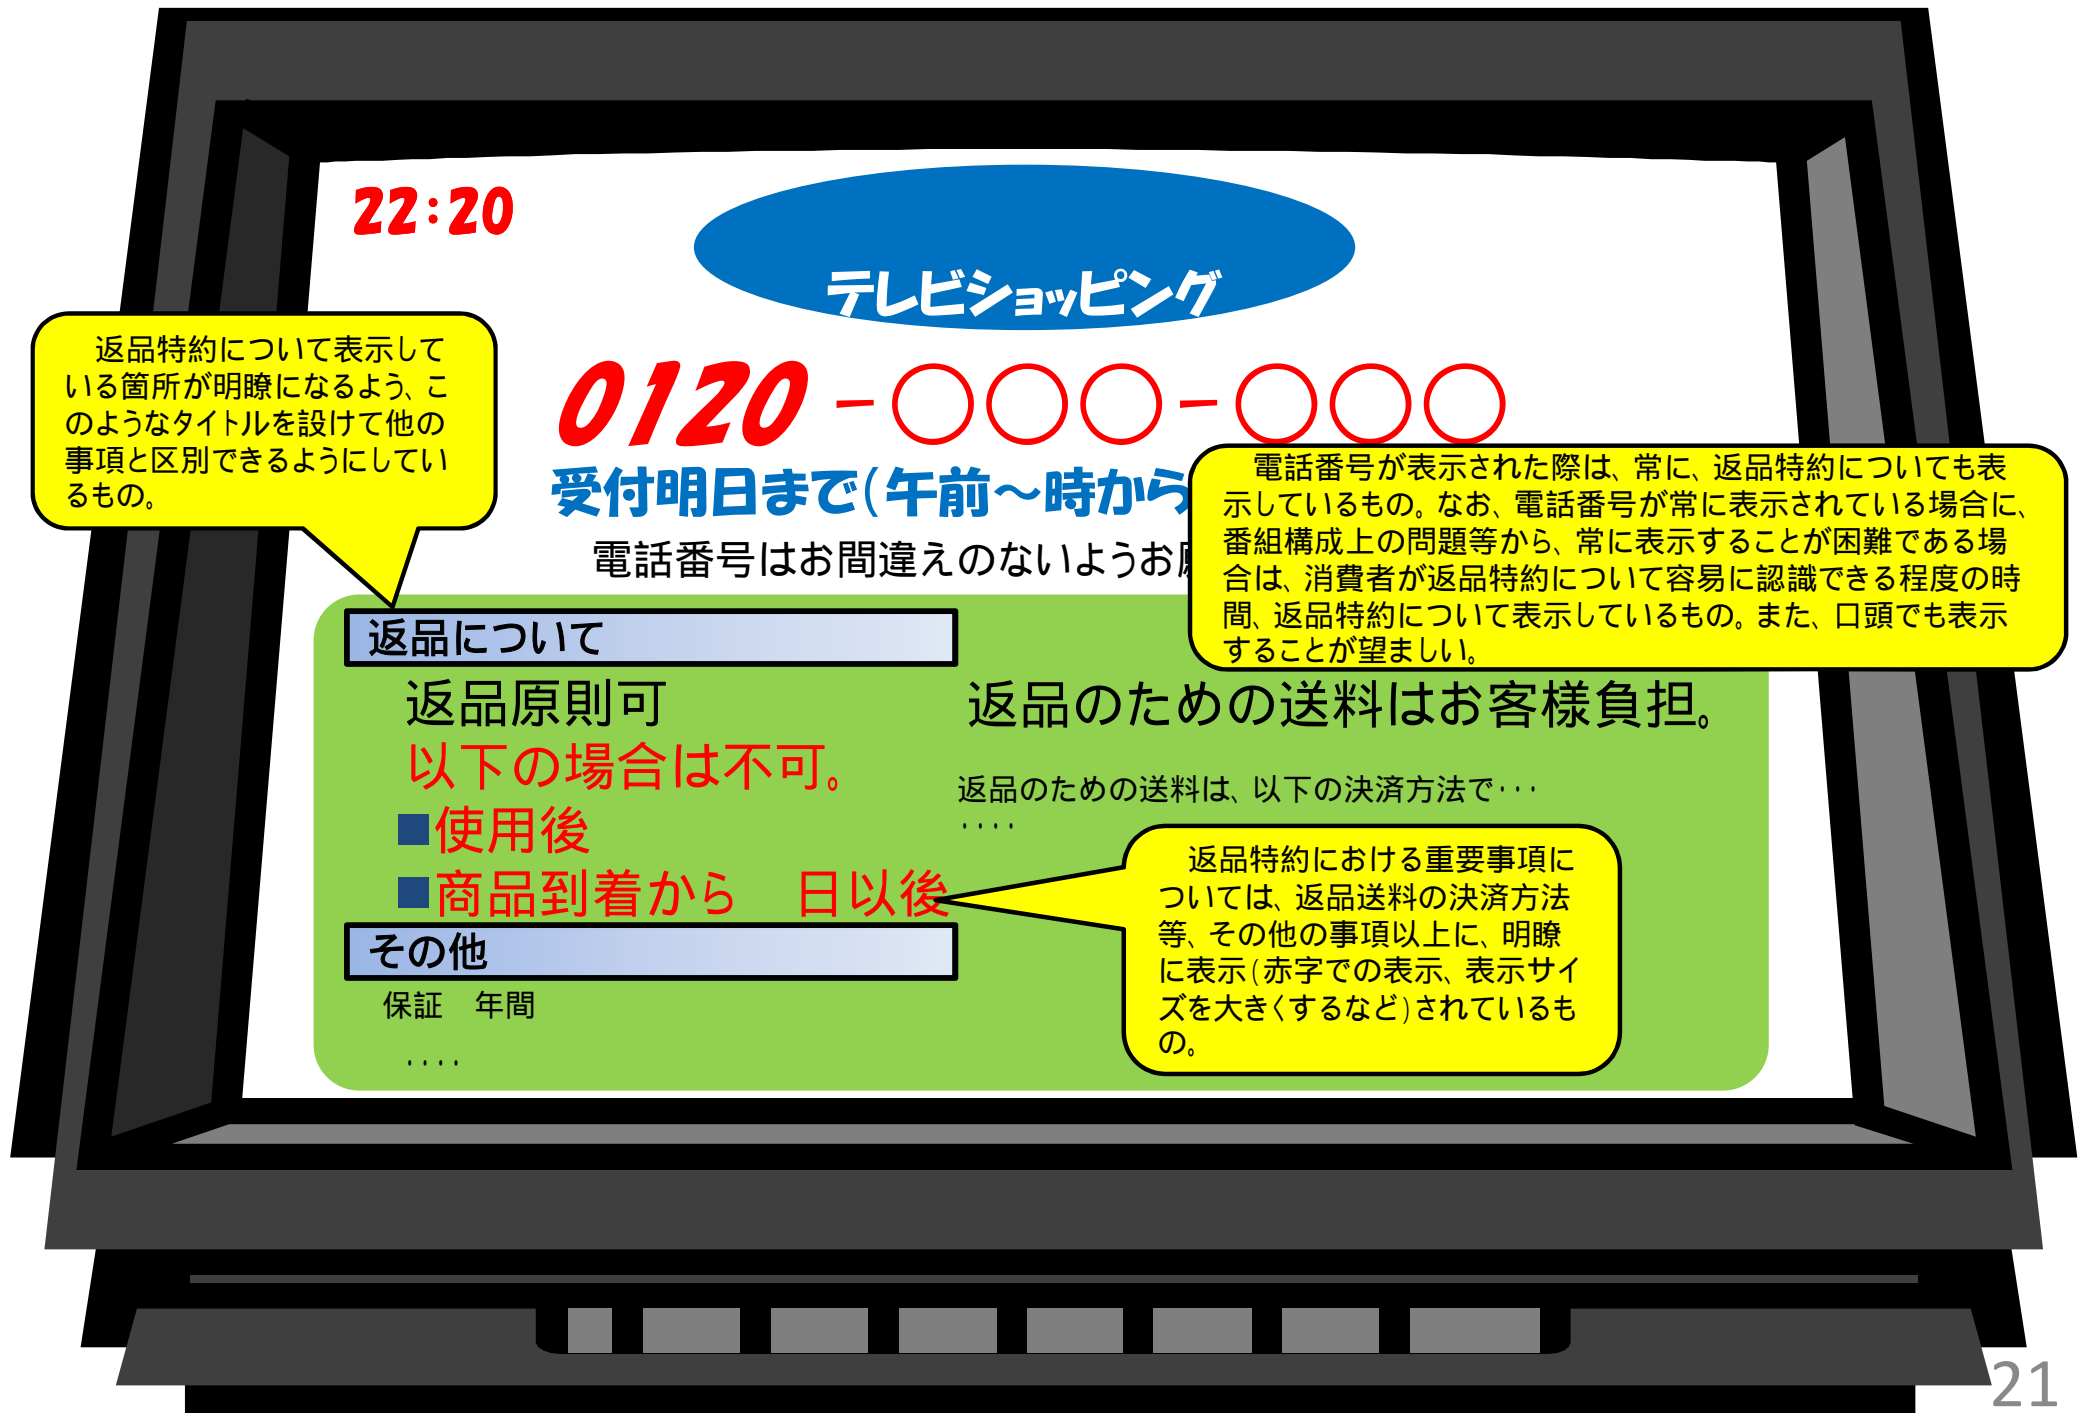 22:20
テレビショッピング
返品特約について表示して
いる箇所が明瞭になるよう、こ
のようなタイトルを設けて他の
事項と区別できるようにしてい
るもの。
0120-○○○-○○○
受付明日まで(午前～時から
電話番号はお間違えのないようお
電話番号が表示された際は、常に、返品特約についても表
示しているもの。なお、電話番号が常に表示されている場合に、
番組構成上の問題等から、常に表示することが困難である場
合は、消費者が返品特約について容易に認識できる程度の時
間、返品特約について表示しているもの。また、口頭でも表示
することが望ましい。
返品について
返品原則可
以下の場合は不可。
■使用後
■商品到着から　日以後
返品のための送料はお客様負担。
返品のための送料は、以下の決済方法で・・・
・・・・
返品特約における重要事項に
ついては、返品送料の決済方法
等、その他の事項以上に、明瞭
に表示(赤字での表示、表示サイ
ズを大きくするなど)されているも
の。
その他
保証　年間
・・・・
21